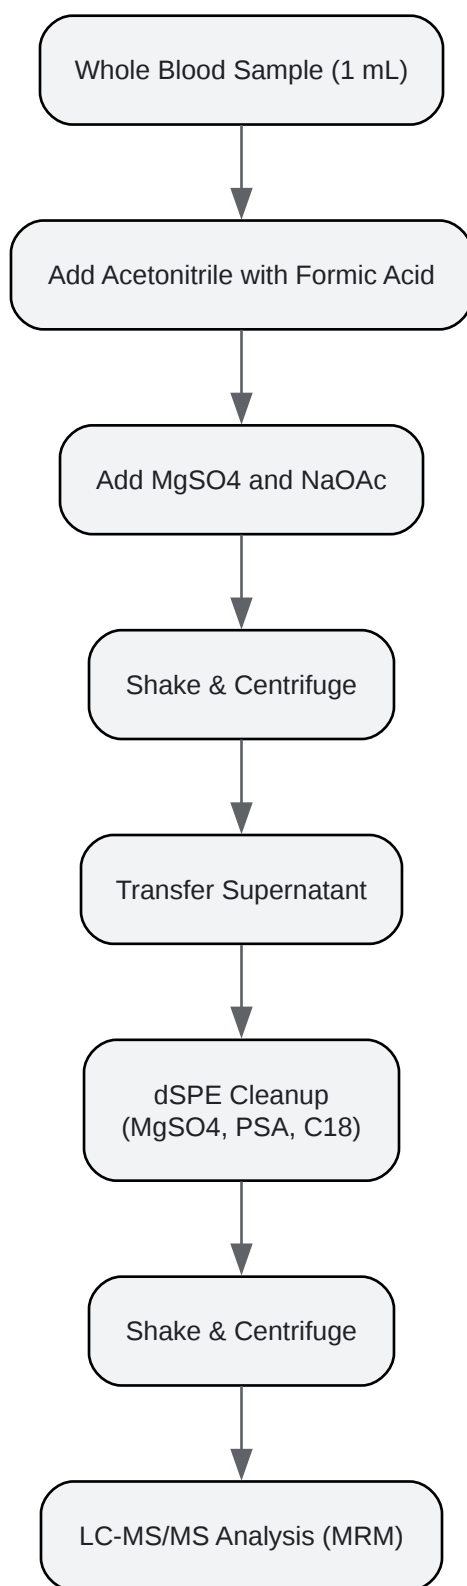 Whole Blood Sample (1 mL)
Add Acetonitrile with Formic Acid
Add MgSO4 and NaOAc
Shake & Centrifuge
Transfer Supernatant
dSPE Cleanup
(MgSO4, PSA, C18)
Shake & Centrifuge
LC-MS/MS Analysis (MRM)